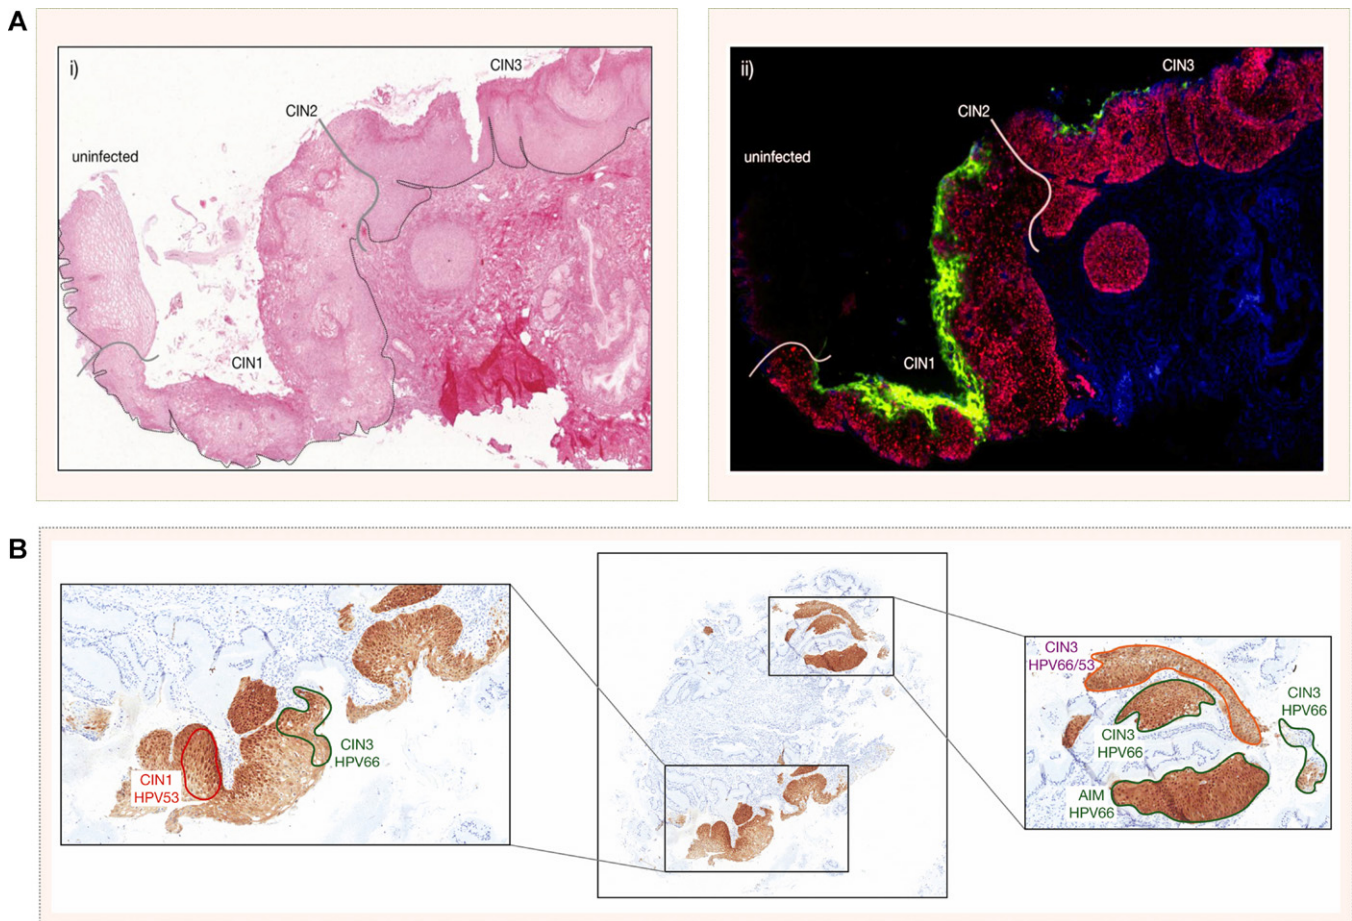 A
i)
CIN3
CIN2
uninfected
CIN1
ii)
CIN3
CIN2
uninfected
CIN1
B
CIN3
HPV66
CIN1
HPV53
CIN3
HPV66/53
CIN3
HPV66
CIN3
HPV66
AIM
HPV66